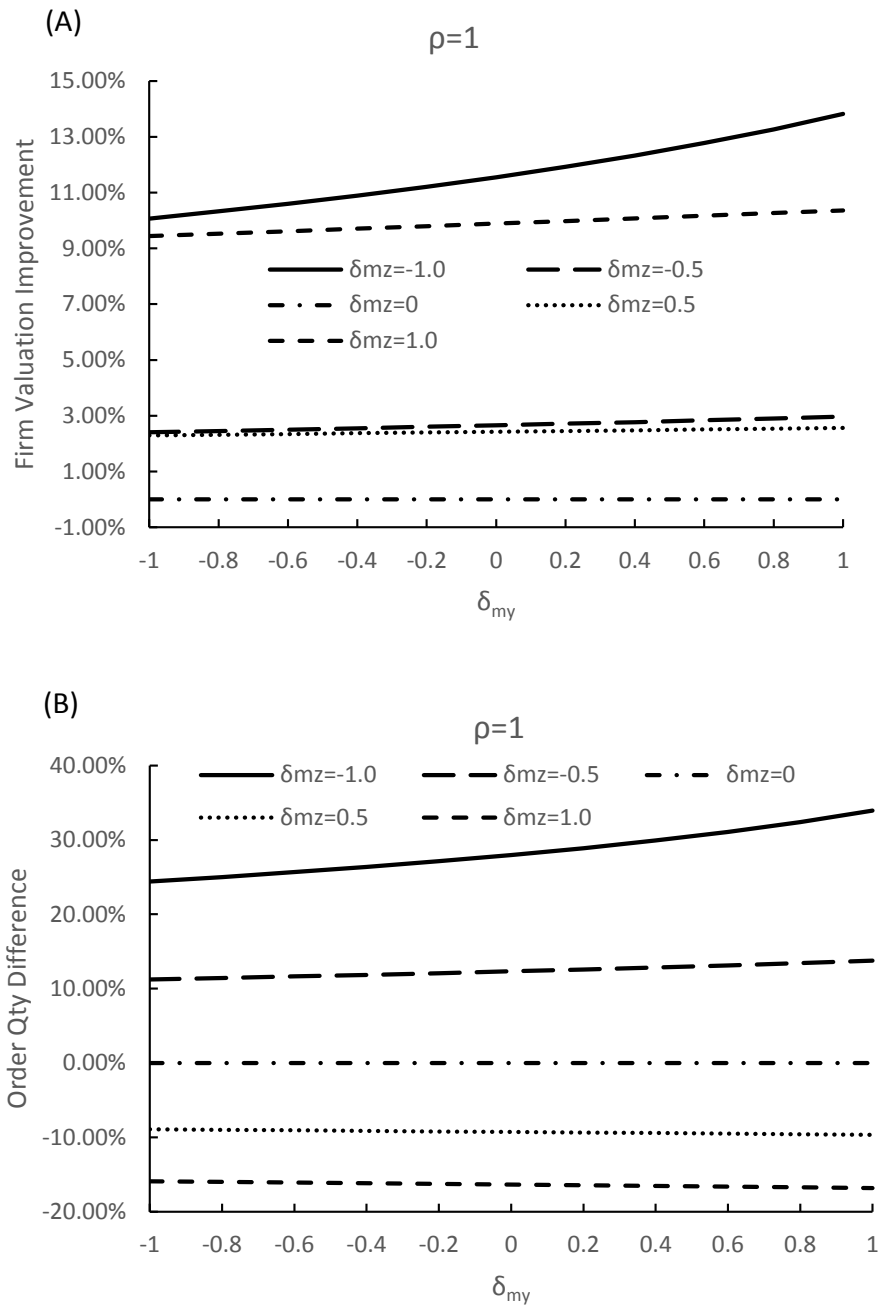 (A)
ρ=1
15.00%
13.00%
11.00%
9.00%
7.00%
5.00%
3.00%
1.00%
-1.00%
Firm Valuation Improvement
δmz=-1.0 δmz=-0.5
δmz=0 δmz=0.5
δmz=1.0
-1 -0.8 -0.6 -0.4 -0.2 0 0.2 0.4 0.6 0.8 1
δmy
(B)
ρ=1
40.00%
30.00%
20.00%
10.00%
0.00%
-10.00%
-20.00%
Order Qty Difference
δmz=-1.0 δmz=-0.5 δmz=0
δmz=0.5 δmz=1.0
-1 -0.8 -0.6 -0.4 -0.2 0 0.2 0.4 0.6 0.8 1
δmy